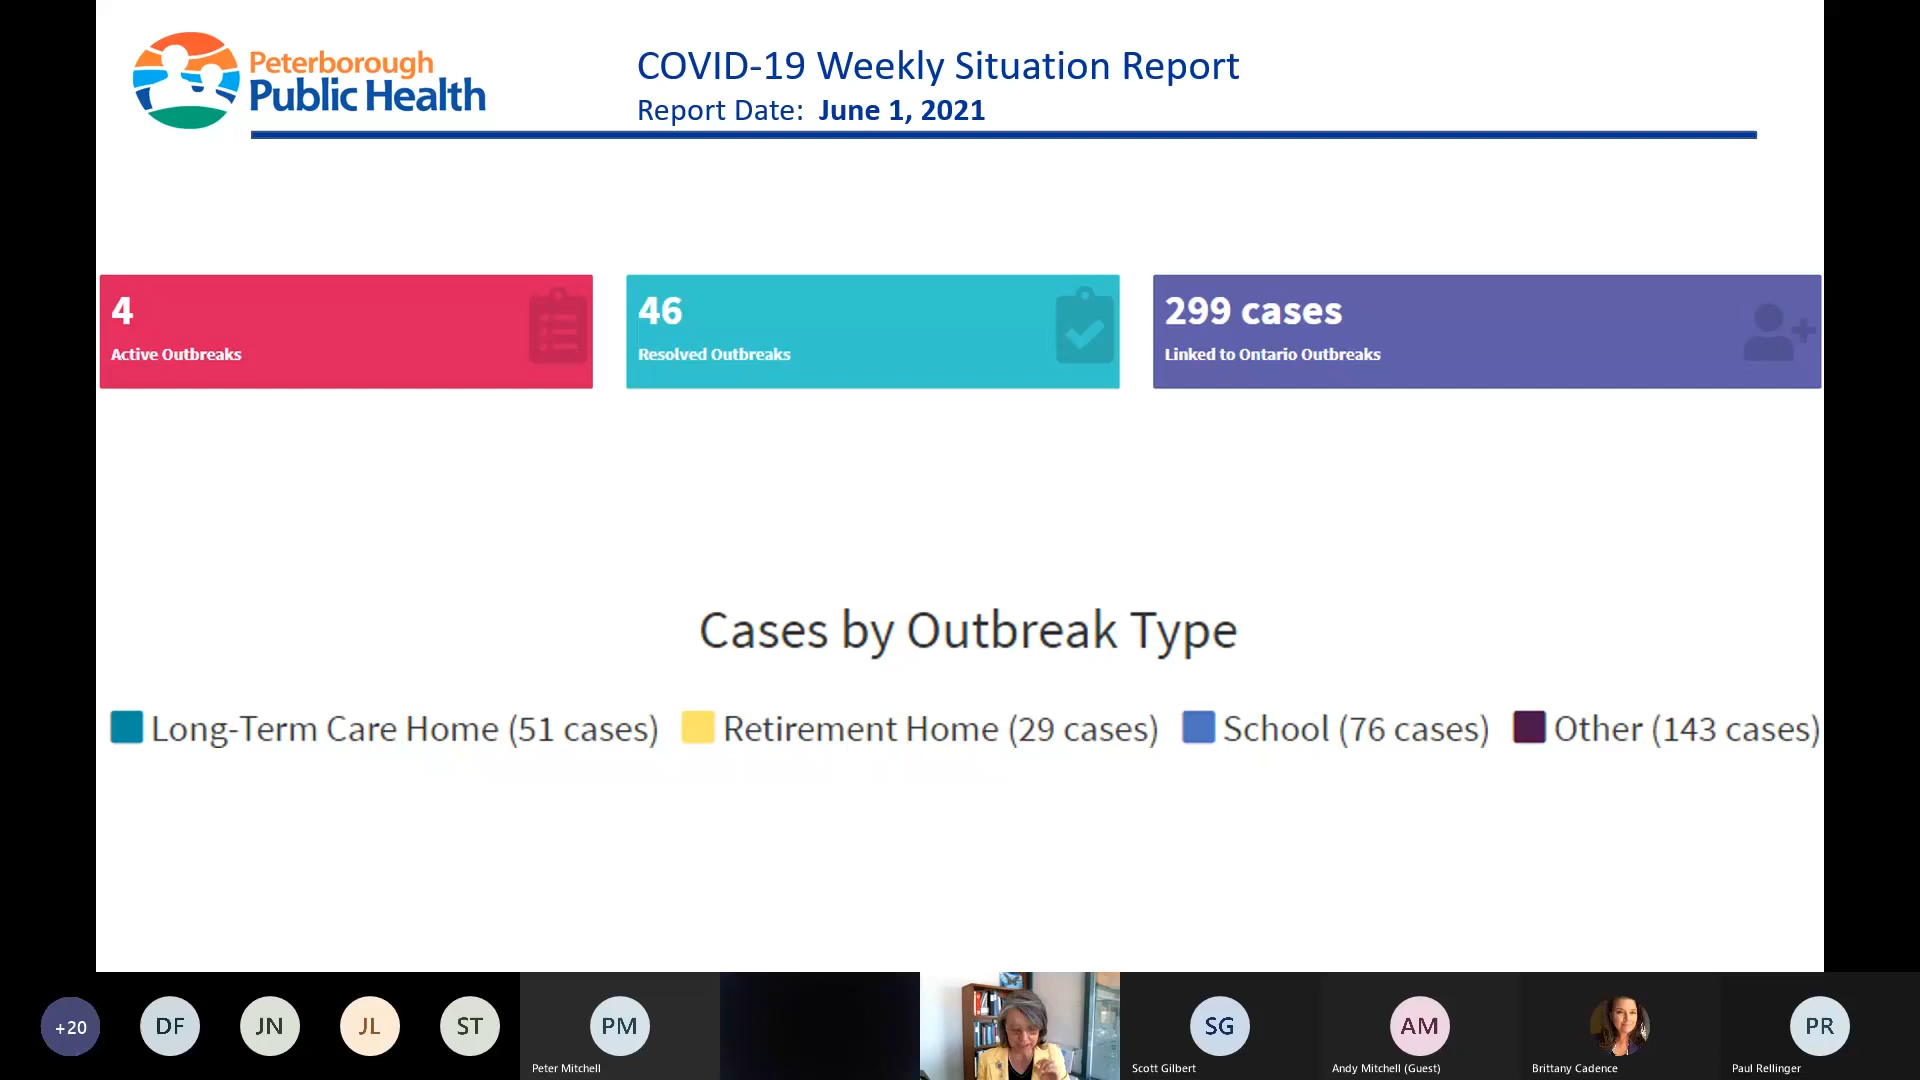 Peterborough
Public Health
COVID-19 Weekly Situation Report
Report Date: June 1, 2021
4
Active Outbreaks
46
Resolved Outbreaks
299 cases
Linked to Ontario Outbreaks
Cases by Outbreak Type
Long-Term Care Home (51 cases) Retirement Home (29 cases) School (76 cases) Other (143 cases)
+20 DF JN JL ST PM SG AM PR
Peter Mitchell Scott Gilbert Andy Mitchell (Guest) Brittany Cadence Paul Rellinger